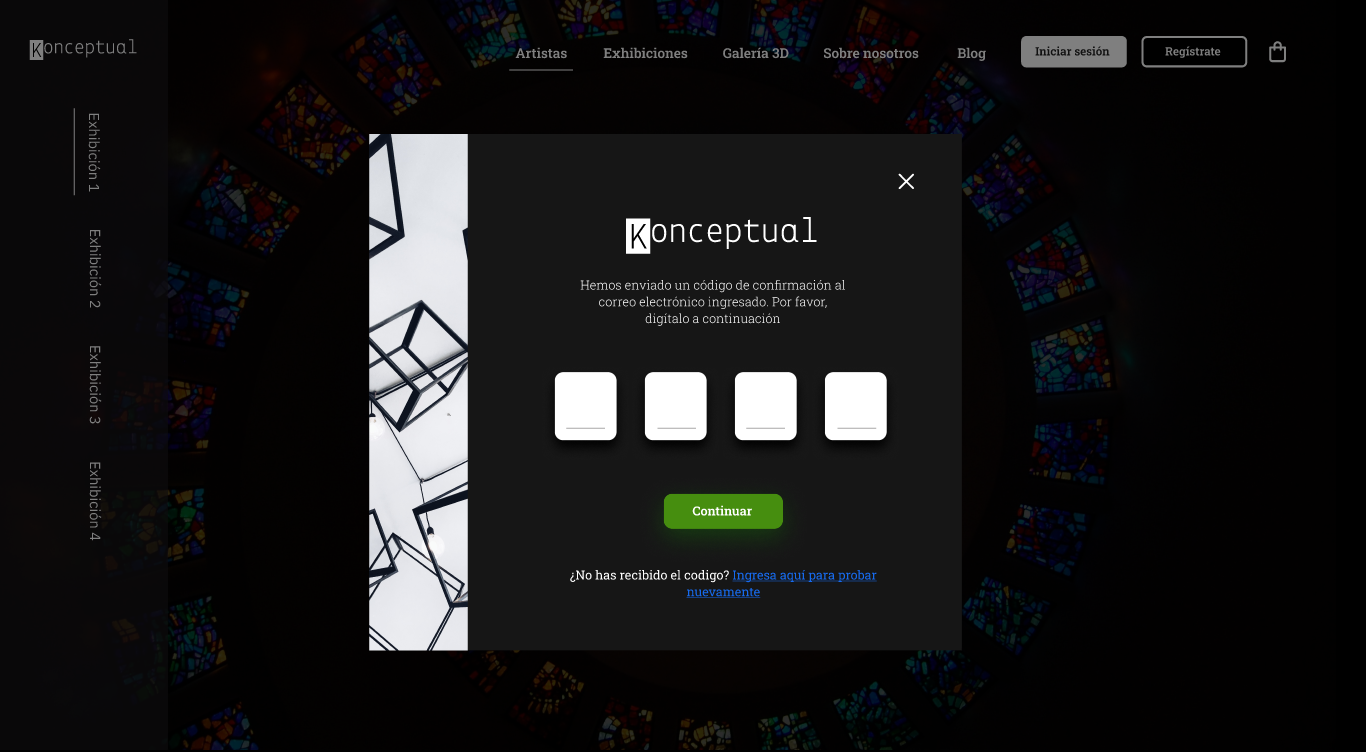 Konceptual
Artistas
Exhibiciones
Galería 3D
Sobre nosotros
Blog
Iniciar sesión
Regístrate
Exhibición 1
Exhibición 2
Exhibición 3
Exhibición 4
Konceptual
Hemos enviado un código de confirmación al
correo electrónico ingresado. Por favor,
digítalo a continuación
Continuar
¿No has recibido el codigo? Ingresa aquí para probar
nuevamente